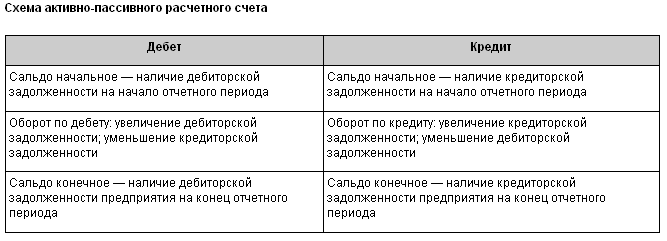 Схема активно-пассивного расчетного счета
Дебет
Кредит
Сальдо начальное — наличие дебиторской
задолженности на начало отчетного периода
Сальдо начальное — наличие кредиторской
задолженности на начало отчетного периода
Оборот по дебету: увеличение дебиторской
задолженности; уменьшение кредиторской
задолженности
Оборот по кредиту: увеличение кредиторской
задолженности; уменьшение дебиторской
задолженности
Сальдо конечное — наличие дебиторской
задолженности предприятия на конец отчетного
периода
Сальдо конечное — наличие кредиторской
задолженности предприятия на конец отчетного
периода